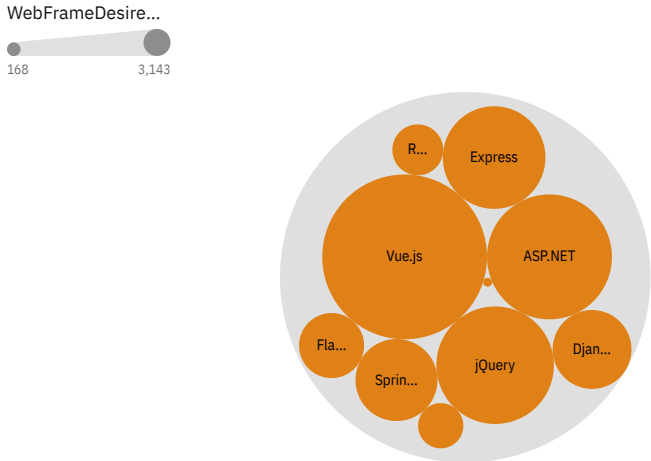 WebFrameDesire...
168 3,143
R...
Express
Vue.js
ASP.NET
Fla...
Djan...
jQuery
Sprin...